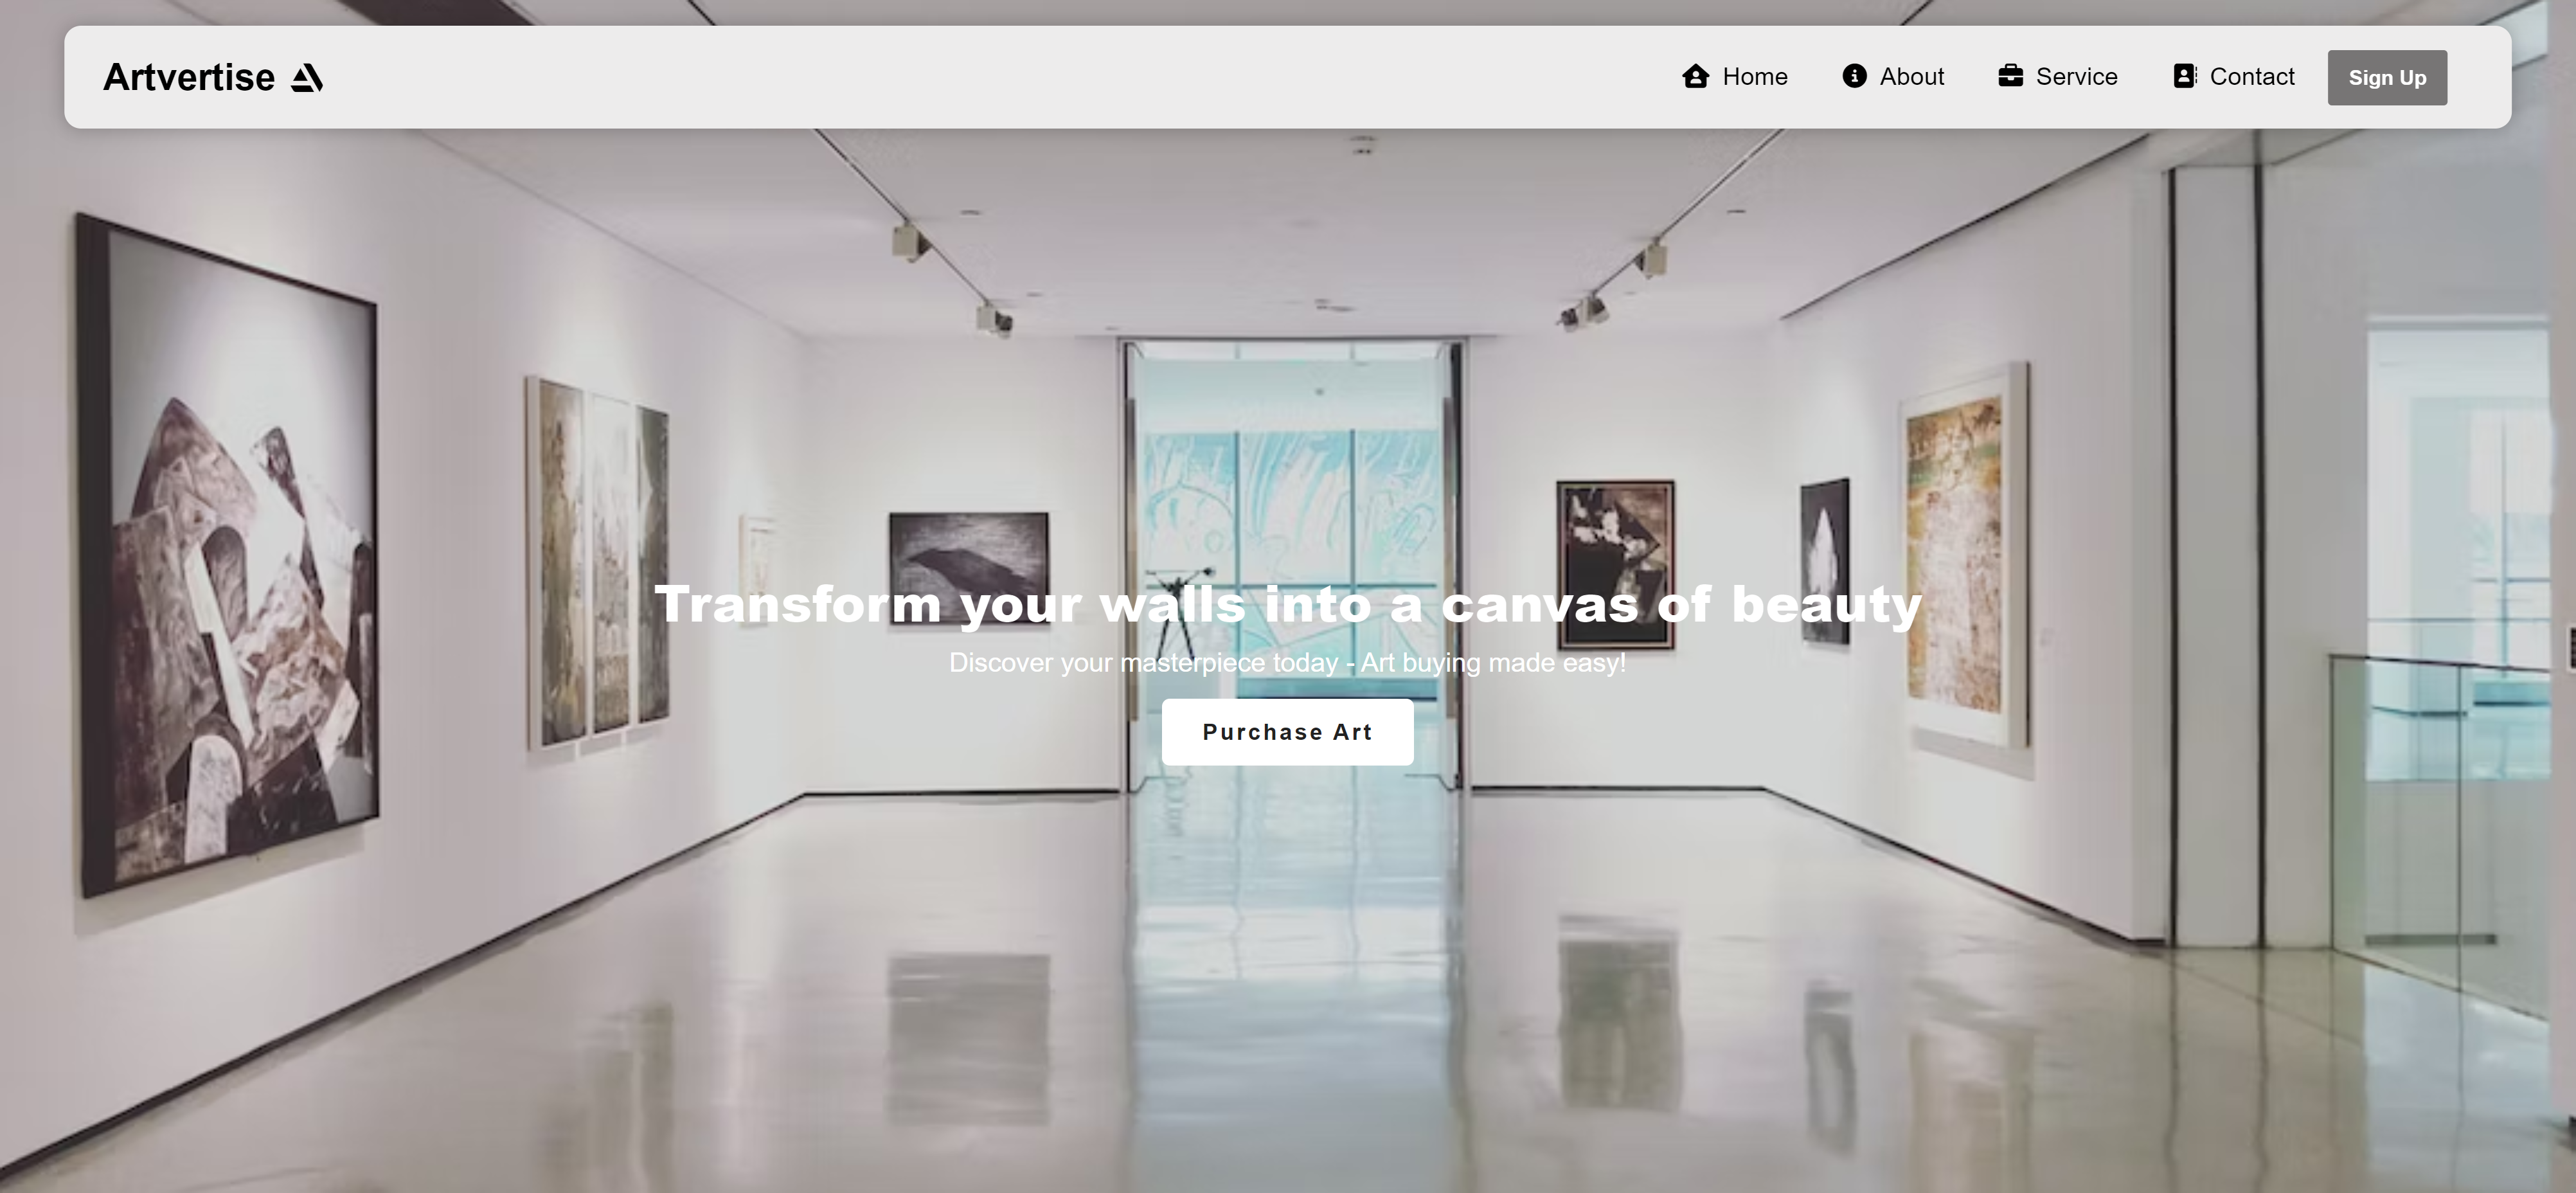 Artvertise
Home
About
Service
Contact
Sign Up
Transform your walls into a canvas of beauty
Discover your masterpiece today - Art buying made easy!
Purchase Art